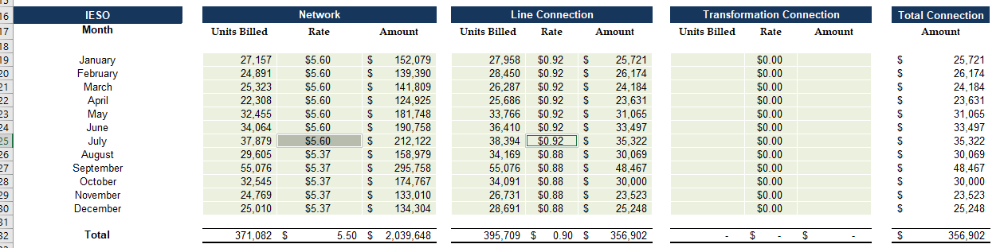 16 IESO Network Line Connection Transformation Connection Total Connection
17 Month Units Billed Rate Amount Units Billed Rate Amount Units Billed Rate Amount Amount
18
19 January 27,157 $5.60 $ 152,079 27,958 $0.92 $ 25,721 $0.00 $ 25,721
20 February 24,891 $5.60 $ 139,390 28,450 $0.92 $ 26,174 $0.00 $ 26,174
21 March 25,323 $5.60 $ 141,809 26,287 $0.92 $ 24,184 $0.00 $ 24,184
22 April 22,308 $5.60 $ 124,925 25,686 $0.92 $ 23,631 $0.00 $ 23,631
23 May 32,455 $5.60 $ 181,748 33,766 $0.92 $ 31,065 $0.00 $ 31,065
24 June 34,064 $5.60 $ 190,758 36,410 $0.92 $ 33,497 $0.00 $ 33,497
25 July 37,879 $5.60 $ 212,122 38,394 $0.92 $ 35,322 $0.00 $ 35,322
26 August 29,605 $5.37 $ 158,979 34,169 $0.88 $ 30,069 $0.00 $ 30,069
27 September 55,076 $5.37 $ 295,758 55,076 $0.88 $ 48,467 $0.00 $ 48,467
28 October 32,545 $5.37 $ 174,767 34,091 $0.88 $ 30,000 $0.00 $ 30,000
29 November 24,769 $5.37 $ 133,010 26,731 $0.88 $ 23,523 $0.00 $ 23,523
30 December 25,010 $5.37 $ 134,304 28,691 $0.88 $ 25,248 $0.00 $ 25,248
31
32 Total 371,082 $ 5.50 $ 2,039,648 395,709 $ 0.90 $ 356,902 - $ - $ - $ 356,902